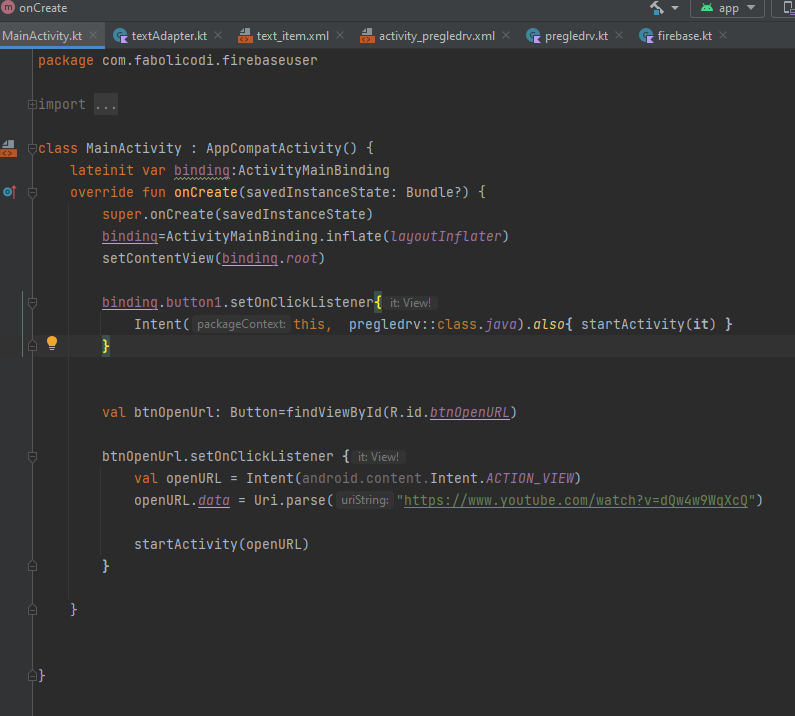 onCreate
app
MainActivity.kt
textAdapter.kt
text_item.xml
activity_pregledrv.xml
pregledrv.kt
firebase.kt
package com.fabolicodi.firebaseuser
import ...
class MainActivity : AppCompatActivity() {
lateinit var binding:ActivityMainBinding
override fun onCreate(savedInstanceState: Bundle?) {
super.onCreate(savedInstanceState)
binding=ActivityMainBinding.inflate(layoutInflater)
setContentView(binding.root)
binding.button1.setOnClickListener{ it: View!
Intent( packageContext: this, pregledrv::class.java).also{ startActivity(it) }
}
val btnOpenUrl: Button=findViewById(R.id.btnOpenURL)
btnOpenUrl.setOnClickListener { it: View!
val openURL = Intent(android.content.Intent.ACTION_VIEW)
openURL.data = Uri.parse( uriString: "https://www.youtube.com/watch?v=dQw4w9WgXcQ")
startActivity(openURL)
}
}
}